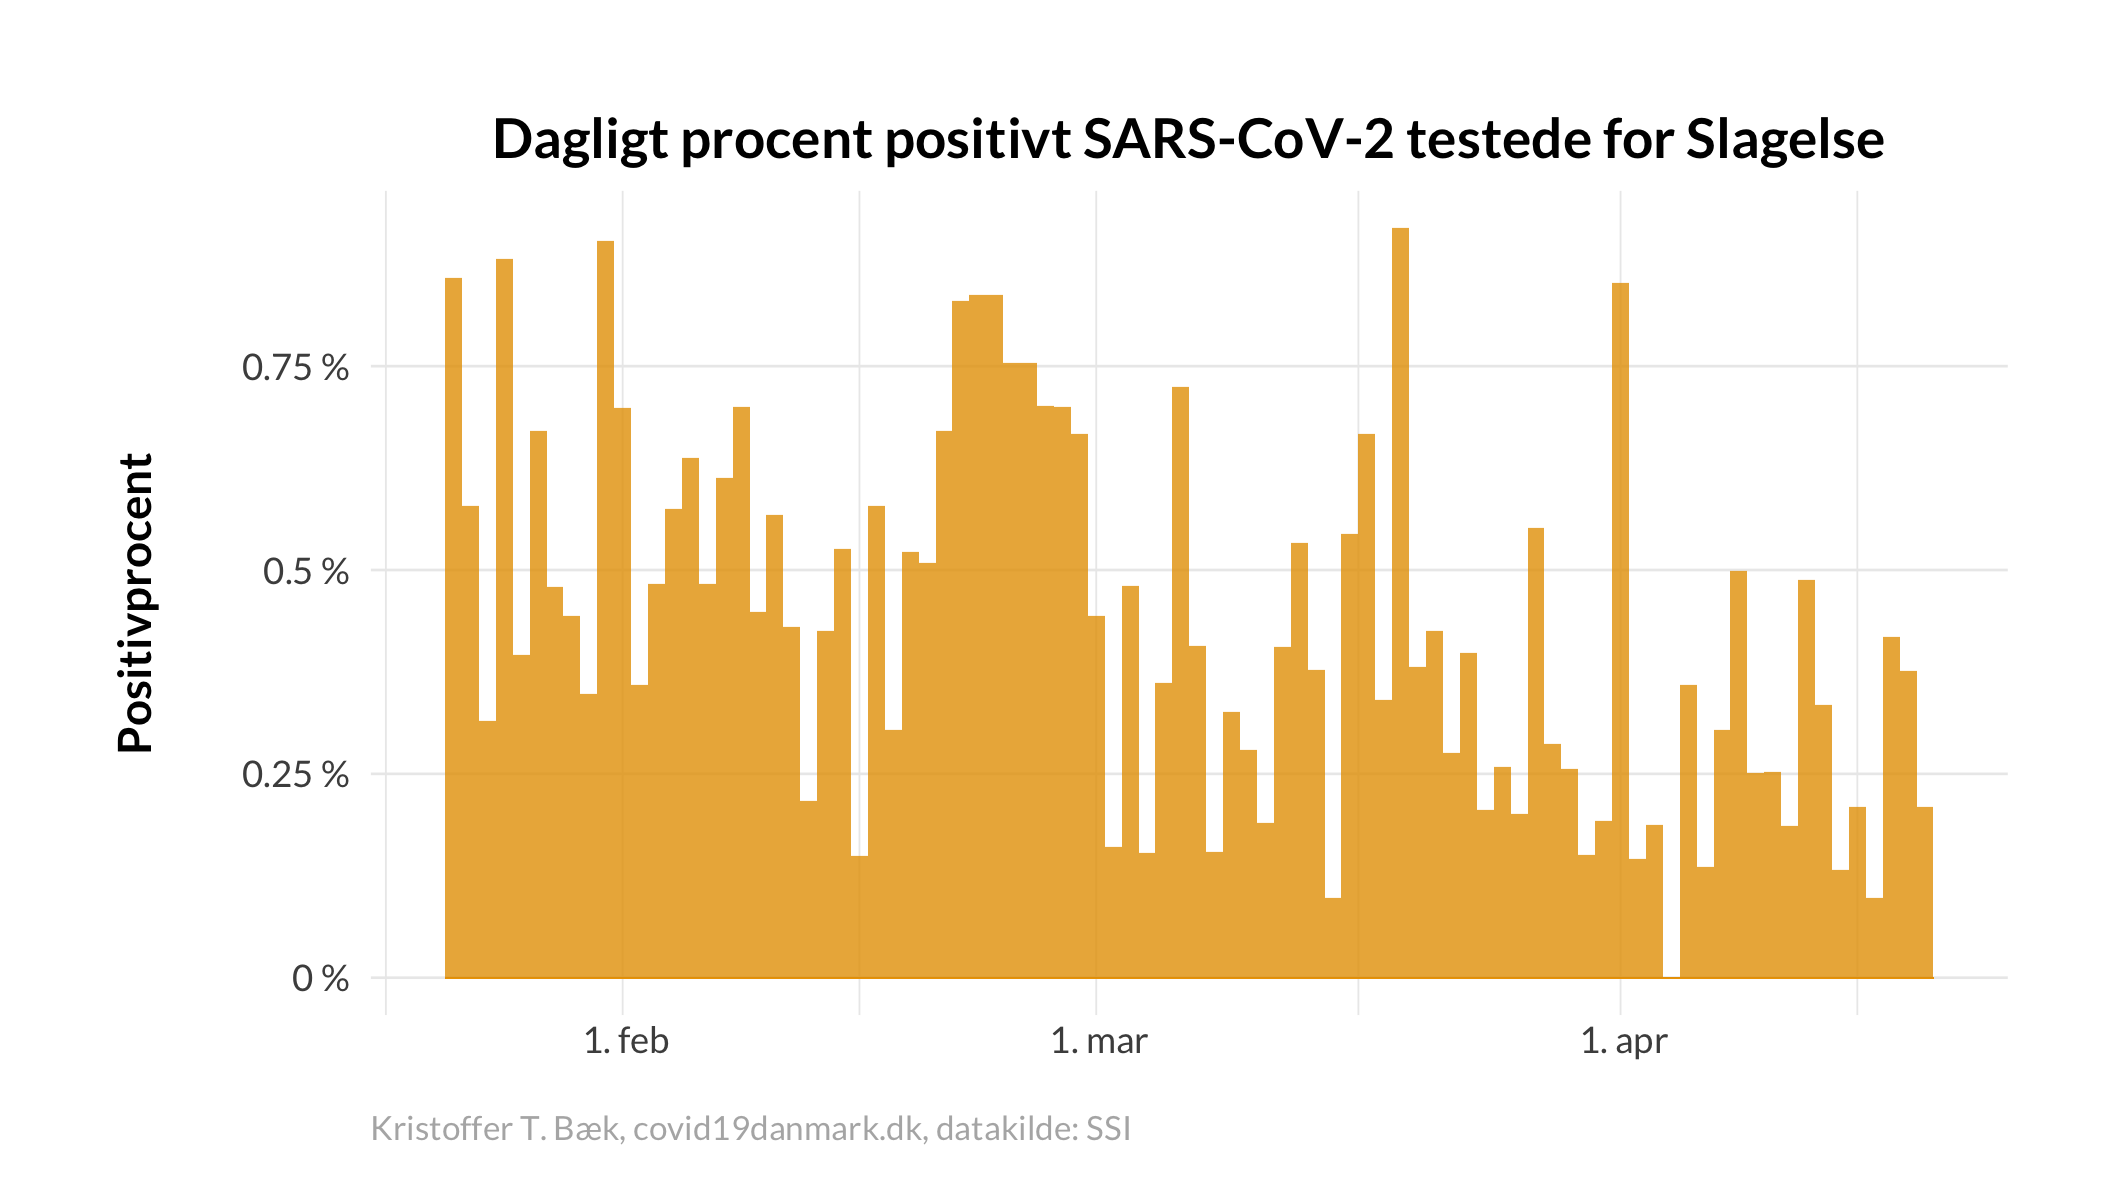 Dagligt procent positivt SARS-CoV-2 testede for Slagelse
Positivprocent
0.75 %
0.5 %
0.25 %
0 %
1. feb
1. mar
1. apr
Kristoffer T. Bæk, covid19danmark.dk, datakilde: SSI